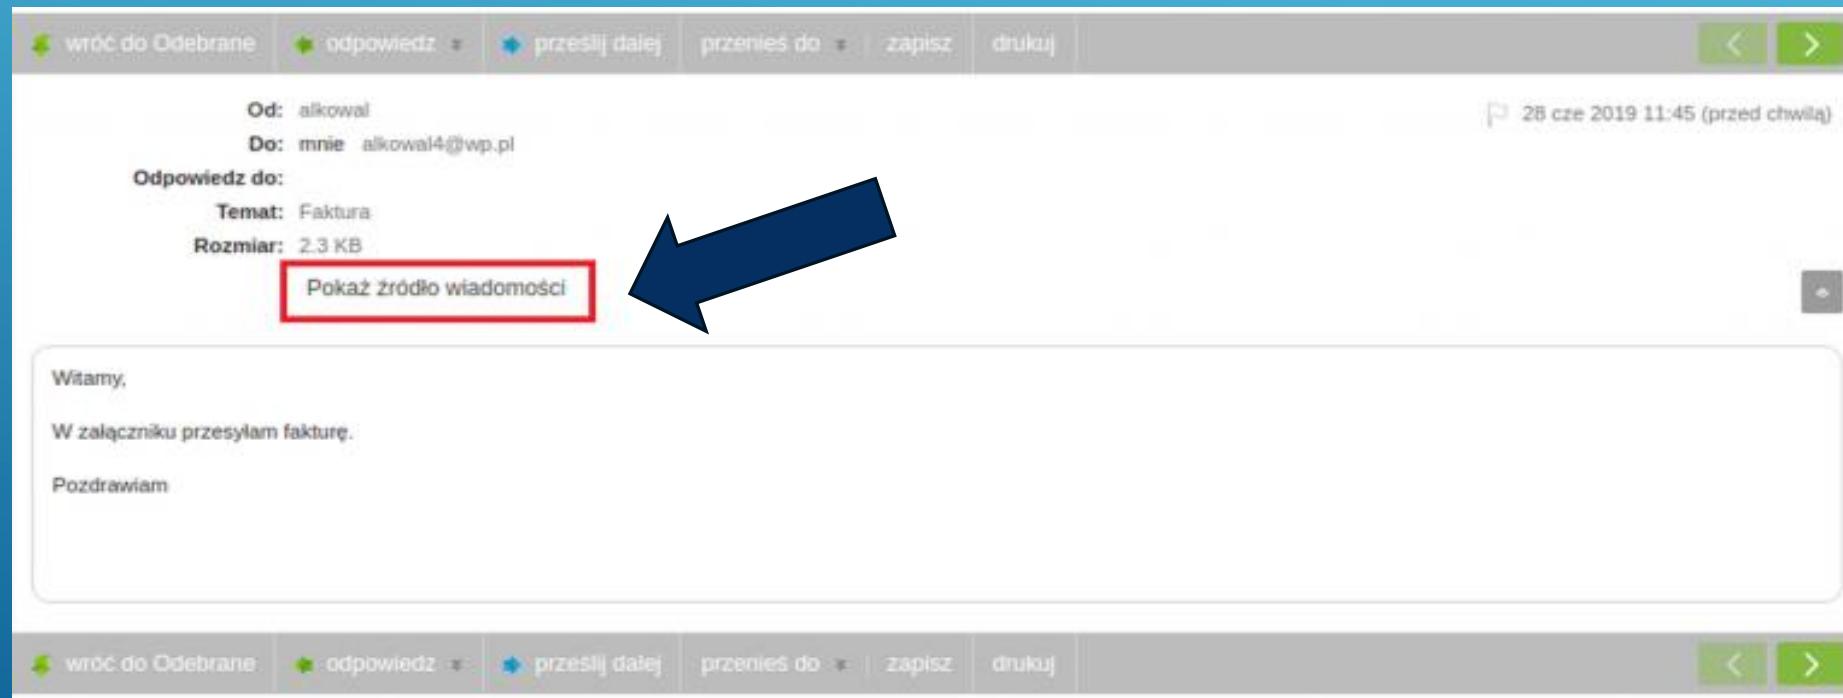 wróć do Odebrane odpowiedz prześlij dalej przenieś do zapisz drukuj
Od: alkowal 28 cze 2019 11:45 (przed chwilą)
Do: mnie alkowal4@wp.pl
Odpowiedz do:
Temat: Faktura
Rozmiar: 2.3 KB
Pokaż źródło wiadomości
Witamy,
W załączniku przesyłam fakturę.
Pozdrawiam
wróć do Odebrane odpowiedz prześlij dalej przenieś do zapisz drukuj